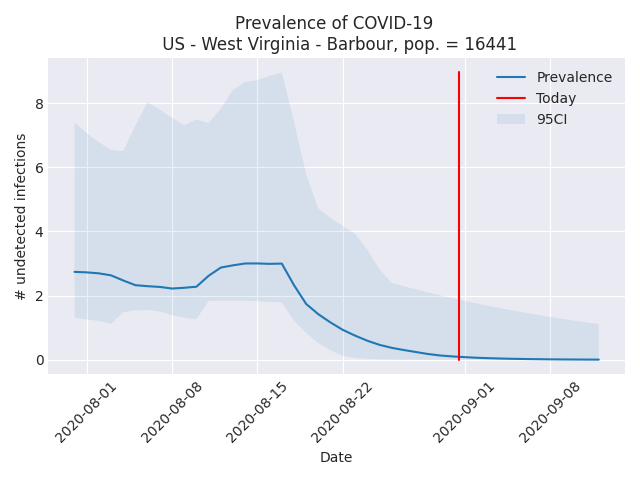 Prevalence of COVID-19
US - West Virginia - Barbour, pop. = 16441
Prevalence
Today
95CI
# undetected infections
8
6
4
2
0
2020-08-01
2020-08-08
2020-08-15
2020-08-22
2020-09-01
2020-09-08
Date